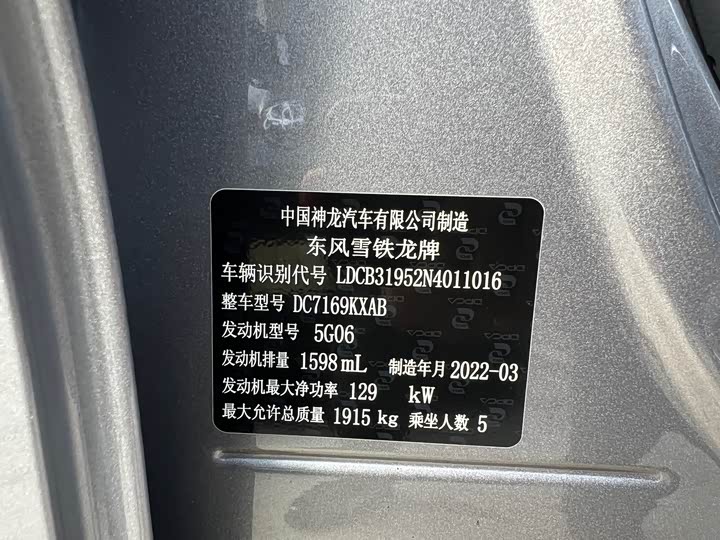 中国神龙汽车有限公司制造
东风雪铁龙牌
车辆识别代号 LDCB31952N4011016
整车型号 DC7169KXAB
发动机型号 5G06
发动机排量 1598 mL 制造年月 2022-03
发动机最大净功率 129 kW
最大允许总质量 1915 kg 乘坐人数 5